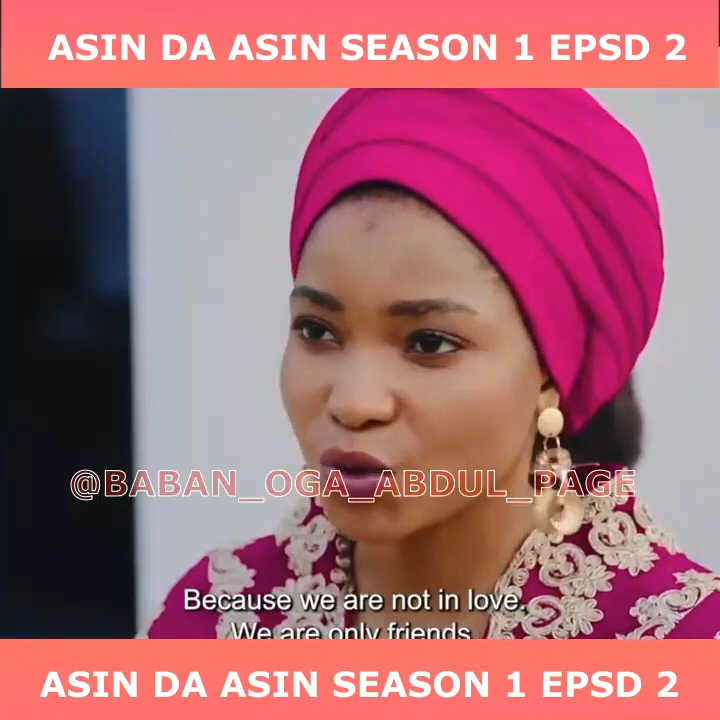 ASIN DA ASIN SEASON 1 EPSD 2
@BABAN_OGA_ABDUL_PAGE
Because we are not in love.
We are only friends
ASIN DA ASIN SEASON 1 EPSD 2